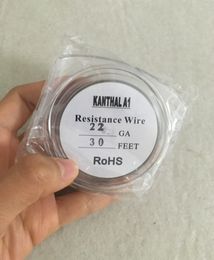 KANTHAL A1
Resistance Wire
22 GA
30 FEET
RoHS